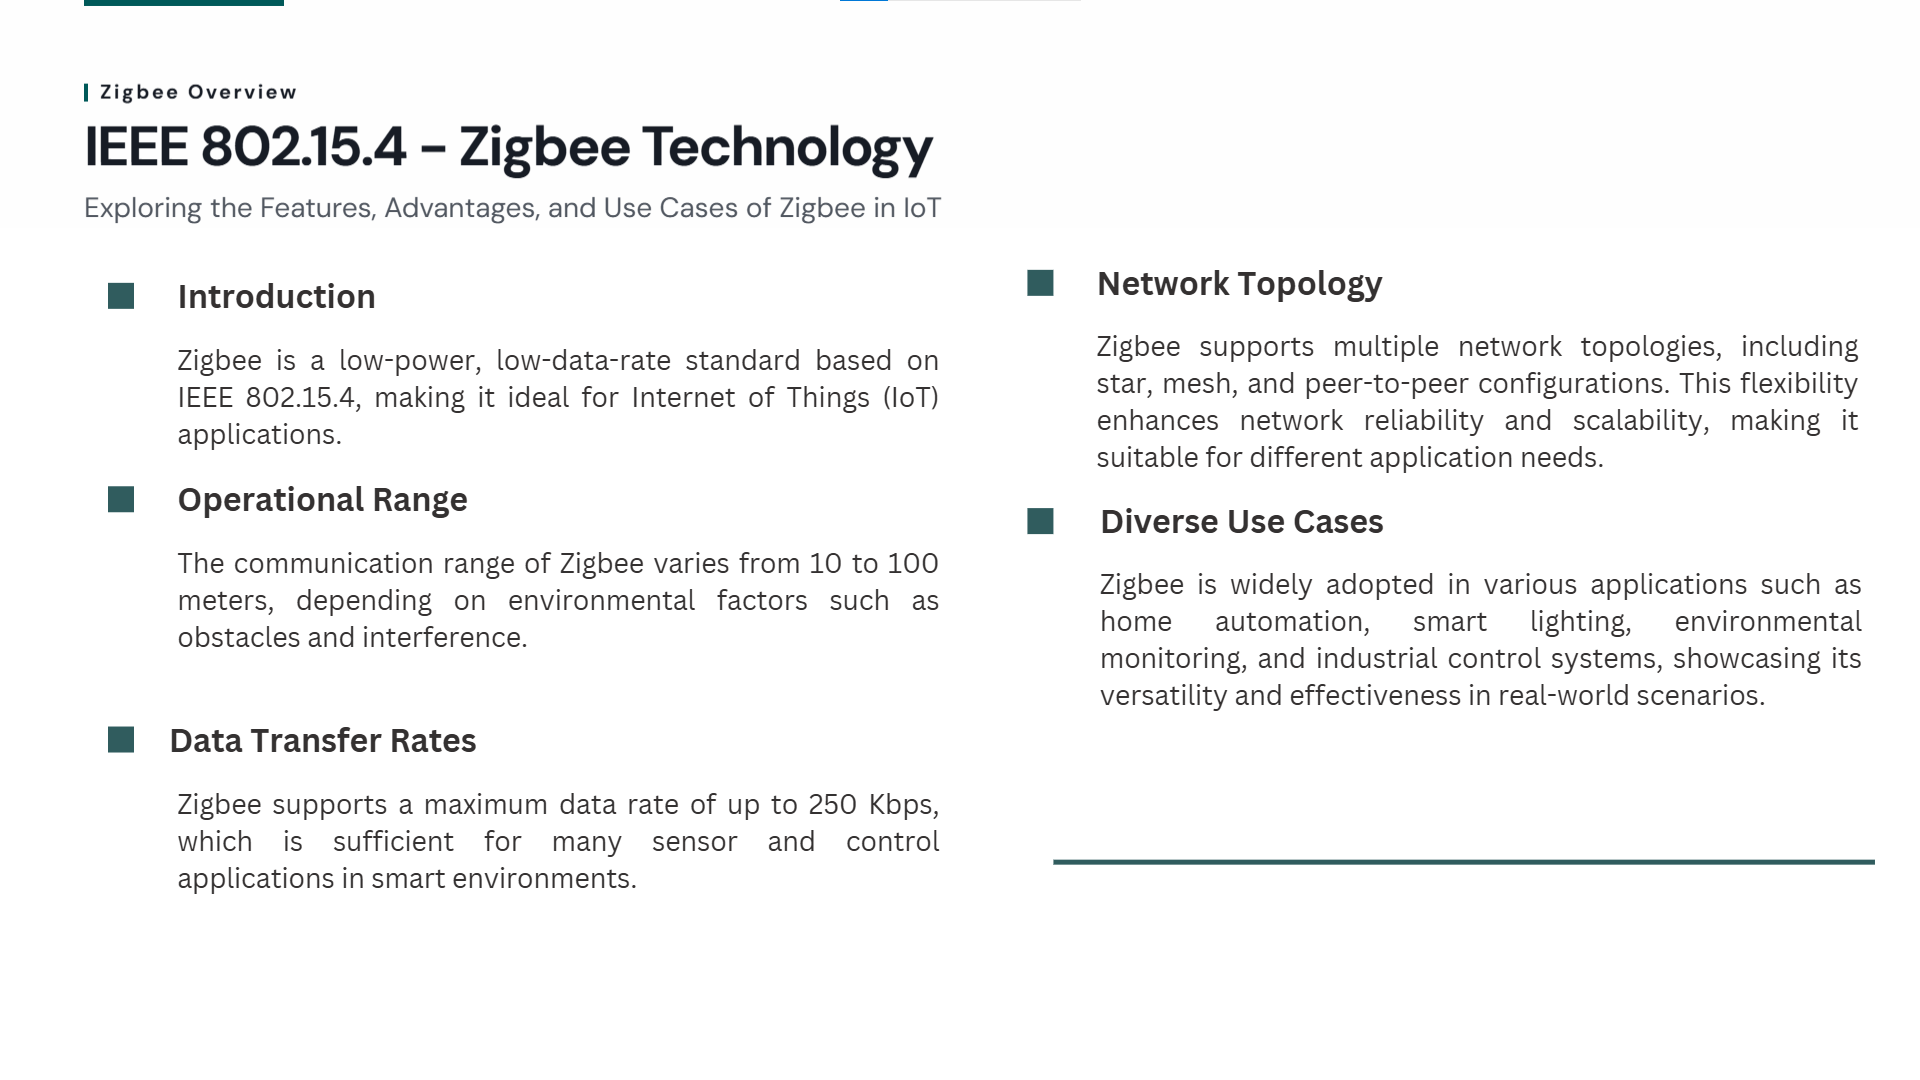 Zigbee Overview
IEEE 802.15.4 – Zigbee Technology
Exploring the Features, Advantages, and Use Cases of Zigbee in IoT
Introduction
Zigbee is a low-power, low-data-rate standard based on
IEEE 802.15.4, making it ideal for Internet of Things (IoT)
applications.
Operational Range
The communication range of Zigbee varies from 10 to 100
meters, depending on environmental factors such as
obstacles and interference.
Data Transfer Rates
Zigbee supports a maximum data rate of up to 250 Kbps,
which is sufficient for many sensor and control
applications in smart environments.
Network Topology
Zigbee supports multiple network topologies, including
star, mesh, and peer-to-peer configurations. This flexibility
enhances network reliability and scalability, making it
suitable for different application needs.
Diverse Use Cases
Zigbee is widely adopted in various applications such as
home automation, smart lighting, environmental
monitoring, and industrial control systems, showcasing its
versatility and effectiveness in real-world scenarios.